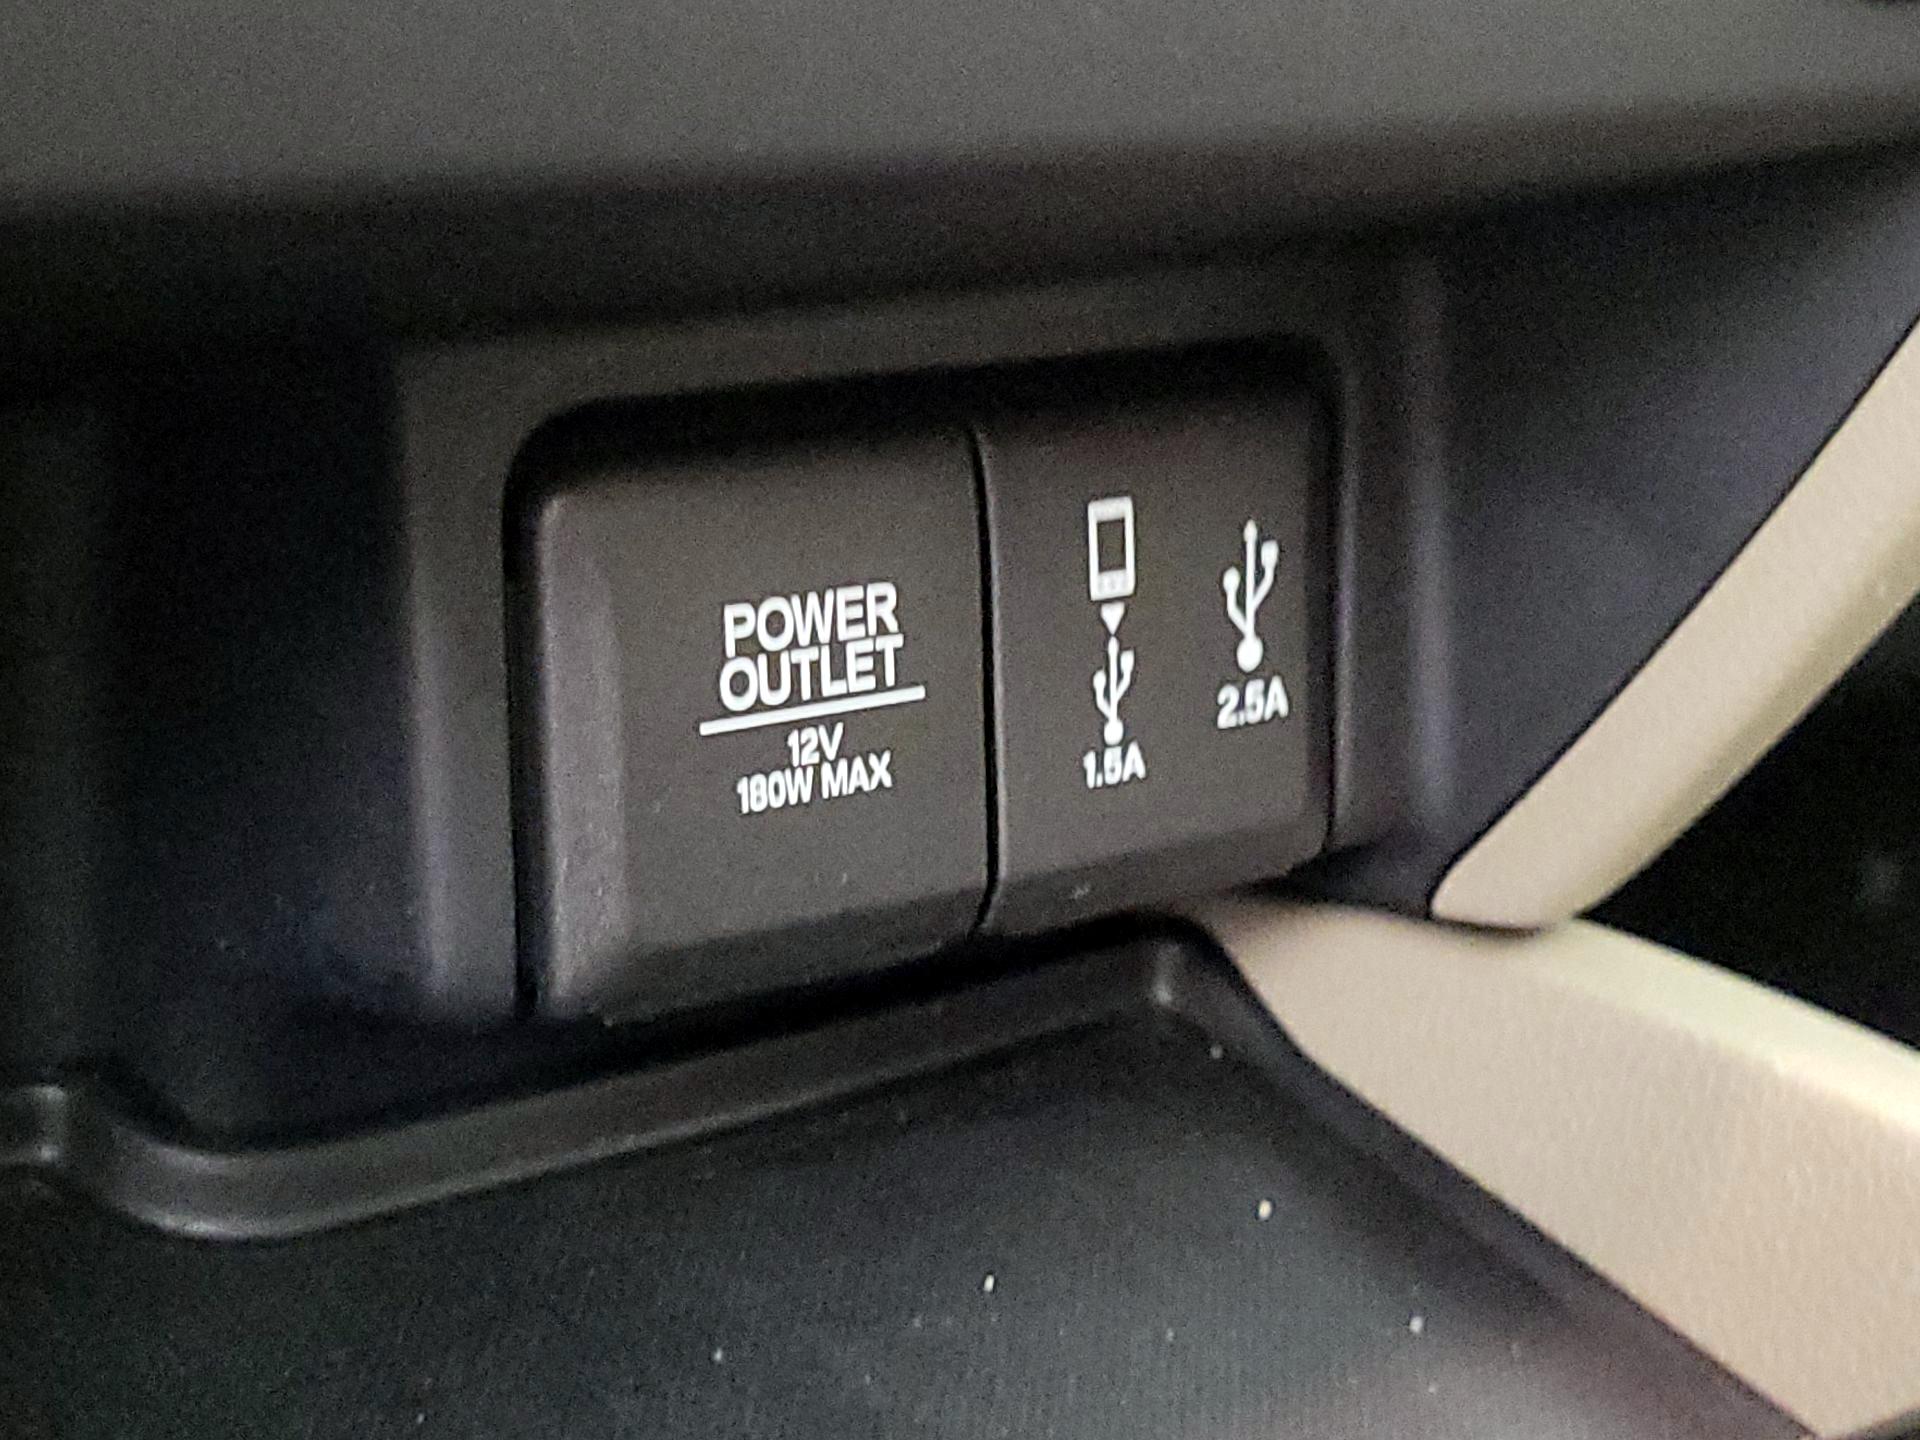 POWER
OUTLET
12V
180W MAX
1.5A
2.5A